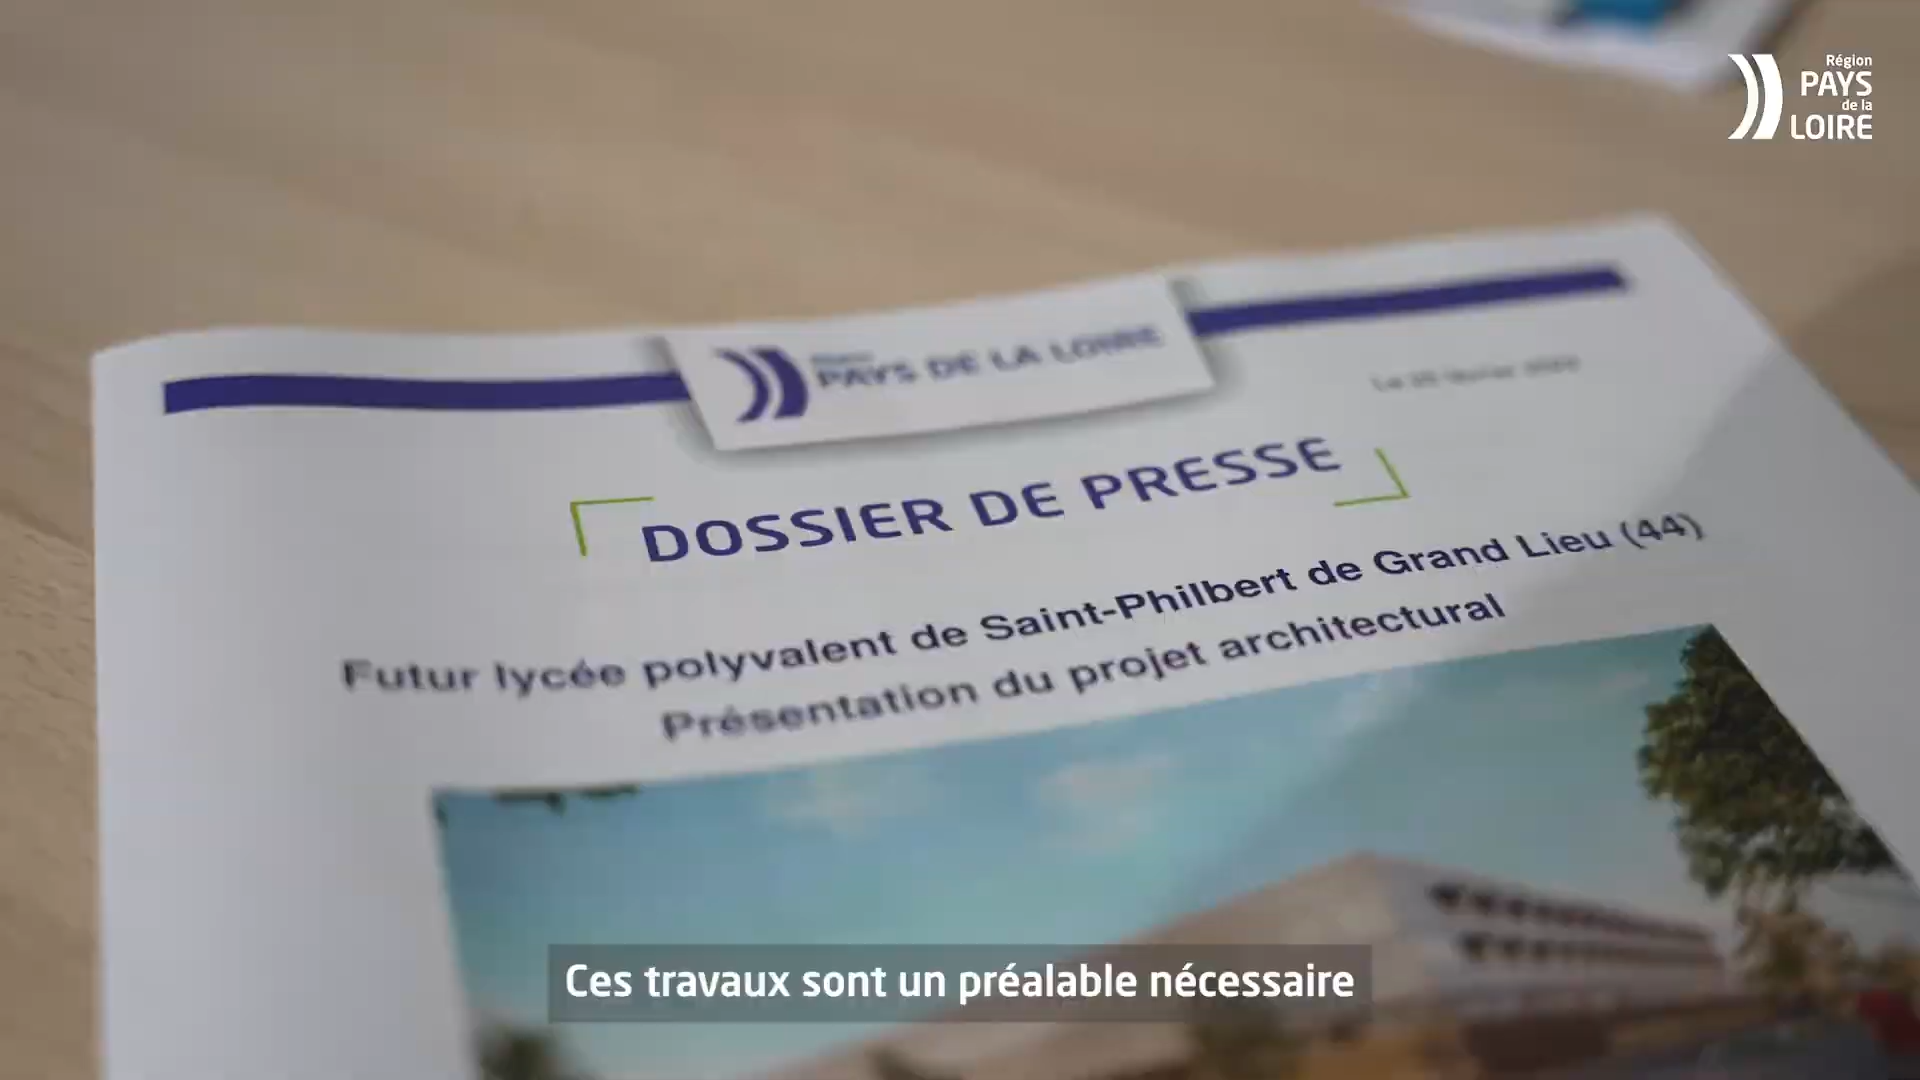 Région
PAYS
de la
LOIRE
PAYS DE LA LOIRE
DOSSIER DE PRESSE
Futur lycée polyvalent de Saint-Philbert de Grand Lieu (44)
Présentation du projet architectural
Ces travaux sont un préalable nécessaire